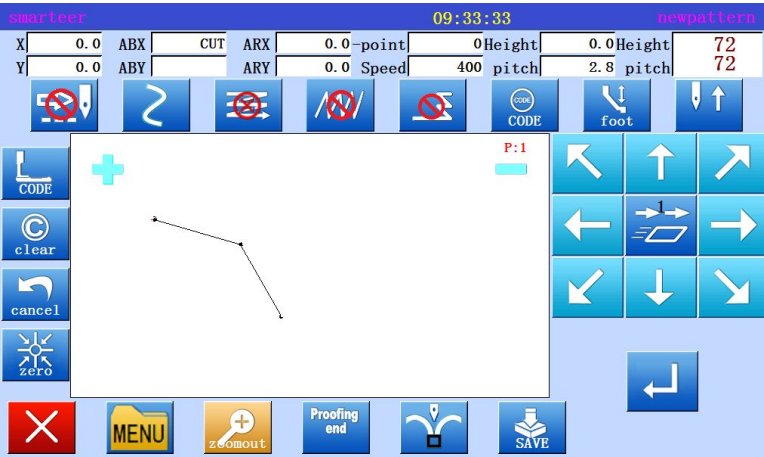 smarteer 09:33:33 newpattern
X 0.0 ABX CUT ARX 0.0 -point 0 Height 0.0 Height 72
Y 0.0 ABY ARY 0.0 Speed 400 pitch 2.8 pitch 72
CODE
CODE foot
P:1
CODE
1
clear
cancel
zero
MENU zoomout Proofing
end SAVE